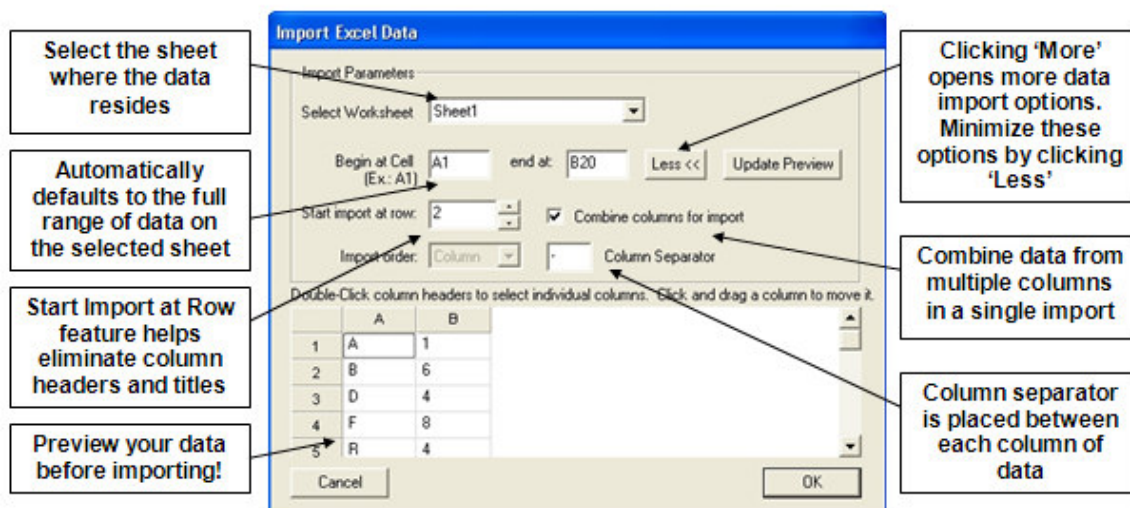 Import Excel Data
Select the sheet
where the data
resides
Automatically
defaults to the full
range of data on
the selected sheet
Start Import at Row
feature helps
eliminate column
headers and titles
Preview your data
before importing!
Import Parameters
Select Worksheet Sheet1
Begin at Cell A1 end at: B20 Less << Update Preview
(Ex.: A1)
Start import at row: 2 Combine columns for import
Import order: Column - Column Separator
Double-Click column headers to select individual columns. Click and drag a column to move it.
A B
1 A 1
2 B 6
3 D 4
4 F 8
5 R 4
Cancel OK
Clicking ‘More’
opens more data
import options.
Minimize these
options by clicking
‘Less’
Combine data from
multiple columns
in a single import
Column separator
is placed between
each column of
data